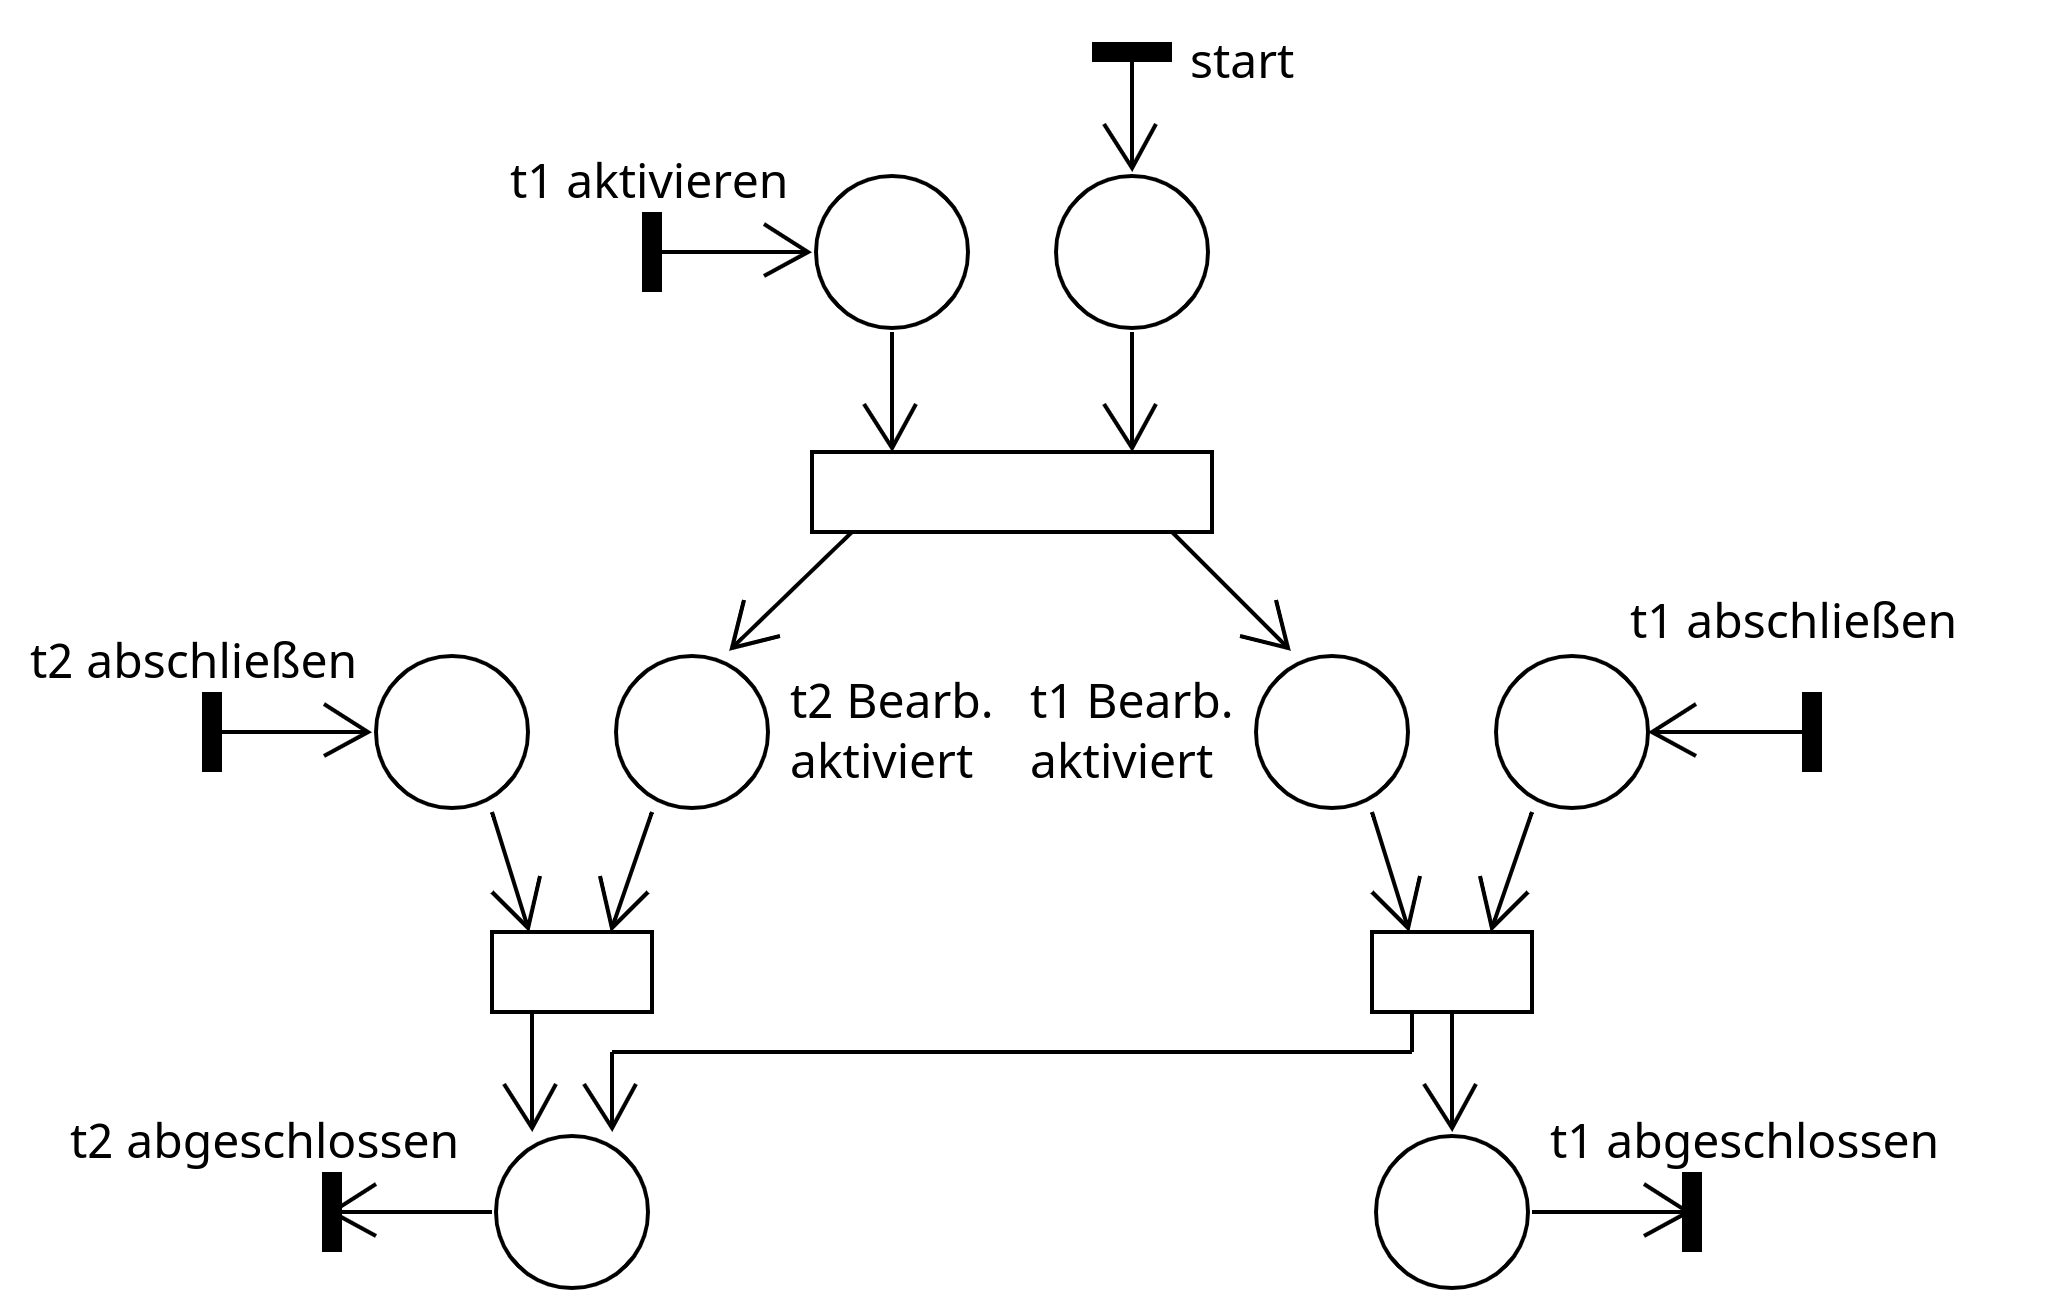 start
t1 aktivieren
t1 abschließen
t2 abschließen
t2 Bearb.
aktiviert
t1 Bearb.
aktiviert
t2 abgeschlossen
t1 abgeschlossen